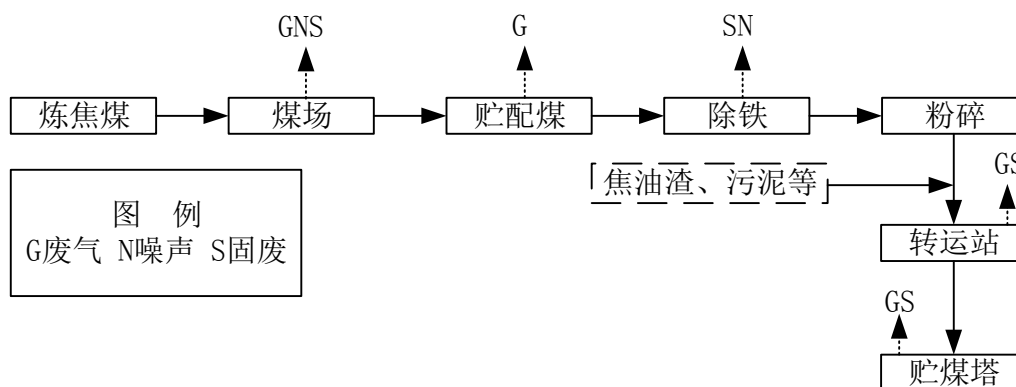 GNS
G
SN
炼焦煤
煤场
贮配煤
除铁
粉碎
焦油渣、污泥等
GS
图 例
G废气 N噪声 S固废
转运站
GS
贮煤塔